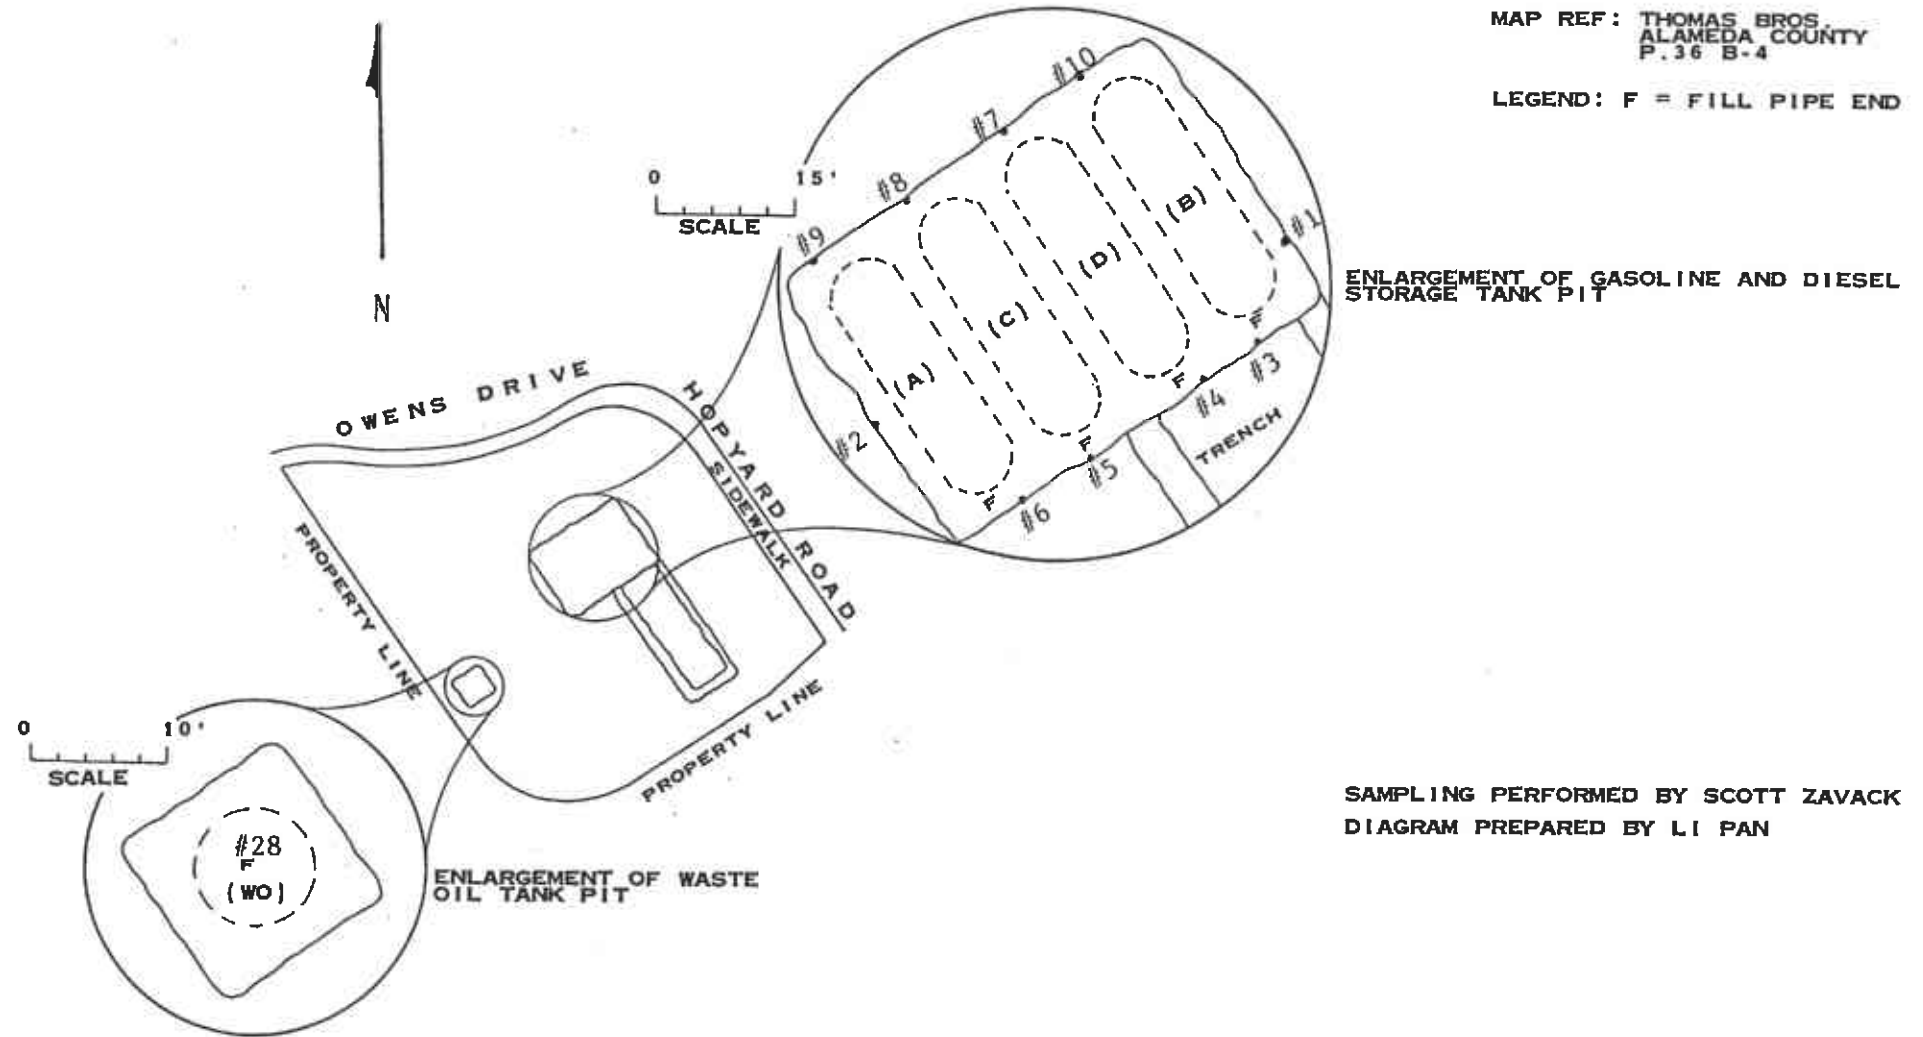 MAP REF: THOMAS BROS.
ALAMEDA COUNTY
P.36 B-4
LEGEND: F = FILL PIPE END
#10
#7
#8
#9
0 15'
SCALE
(B)
#1
(D)
(C)
(A)
F
#3
F
#4
TRENCH
F
#5
F
#6
#2
ENLARGEMENT OF GASOLINE AND DIESEL
STORAGE TANK PIT
N
OWENS DRIVE
HOPYARD ROAD
SIDEWALK
PROPERTY LINE
PROPERTY LINE
0 10'
SCALE
#28
F
(WO)
ENLARGEMENT OF WASTE
OIL TANK PIT
SAMPLING PERFORMED BY SCOTT ZAVACK
DIAGRAM PREPARED BY LI PAN